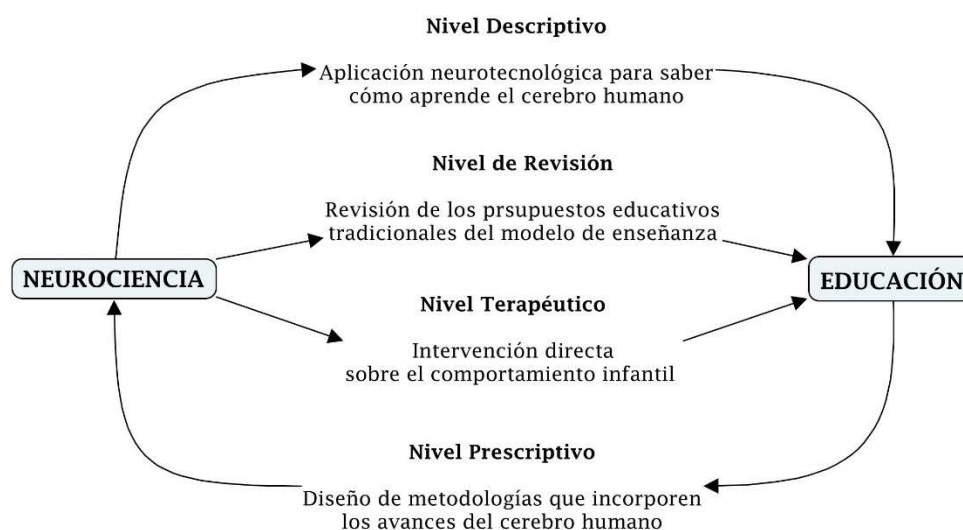 Nivel Descriptivo
Aplicación neurotecnológica para saber
cómo aprende el cerebro humano
Nivel de Revisión
Revisión de los prsupuestos educativos
tradicionales del modelo de enseñanza
NEUROCIENCIA
EDUCACIÓN
Nivel Terapéutico
Intervención directa
sobre el comportamiento infantil
Nivel Prescriptivo
Diseño de metodologías que incorporen
los avances del cerebro humano